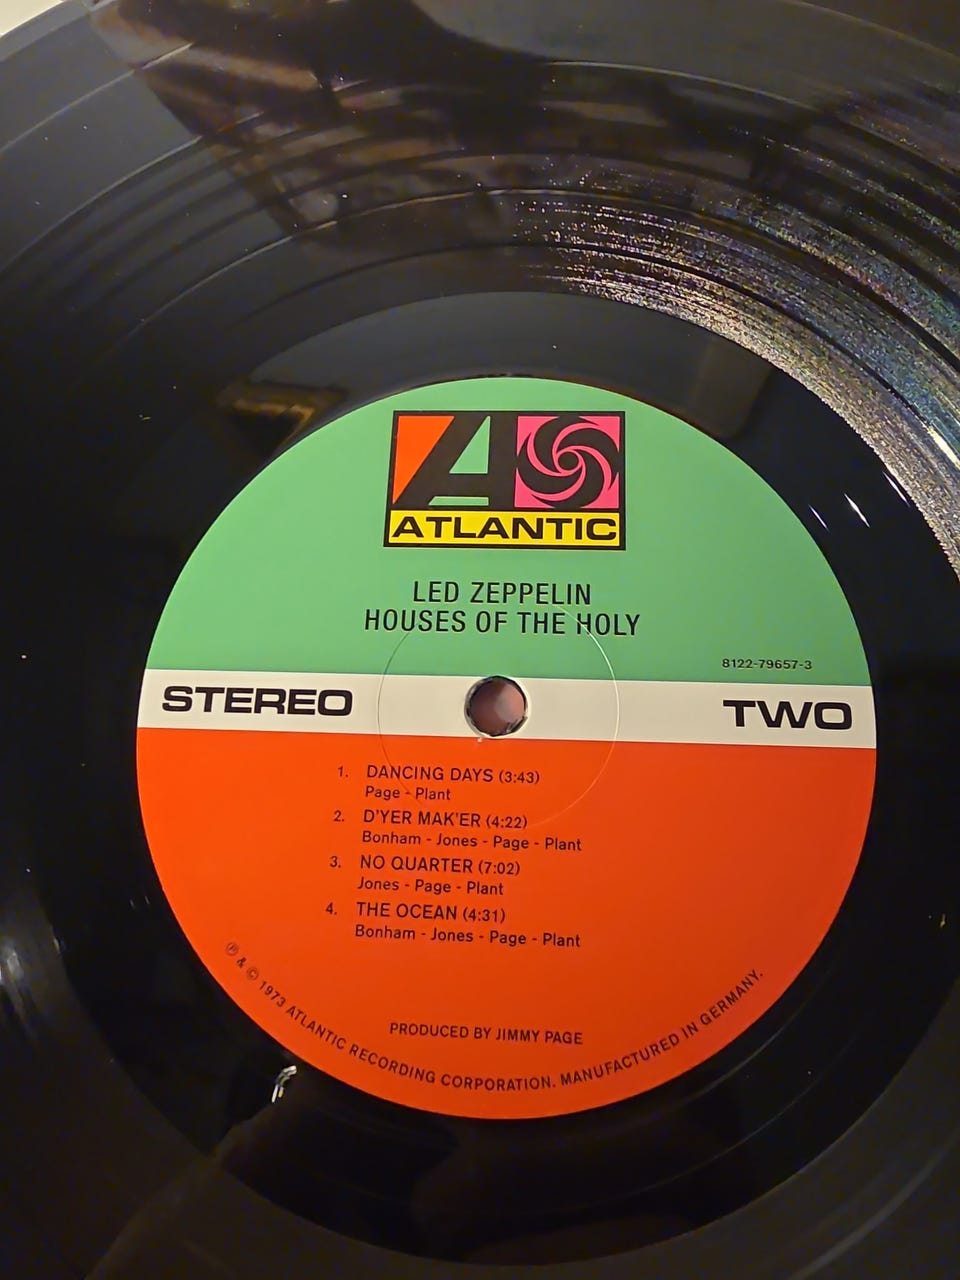 ATLANTIC
LED ZEPPELIN
HOUSES OF THE HOLY
8122-79657-3
STEREO
TWO
1. DANCING DAYS (3:43)
Page - Plant
2. D'YER MAK'ER (4:22)
Bonham - Jones - Page - Plant
3. NO QUARTER (7:02)
Jones - Page - Plant
4. THE OCEAN (4:31)
Bonham - Jones - Page - Plant
PRODUCED BY JIMMY PAGE
℗ & © 1973 ATLANTIC RECORDING CORPORATION. MANUFACTURED IN GERMANY.